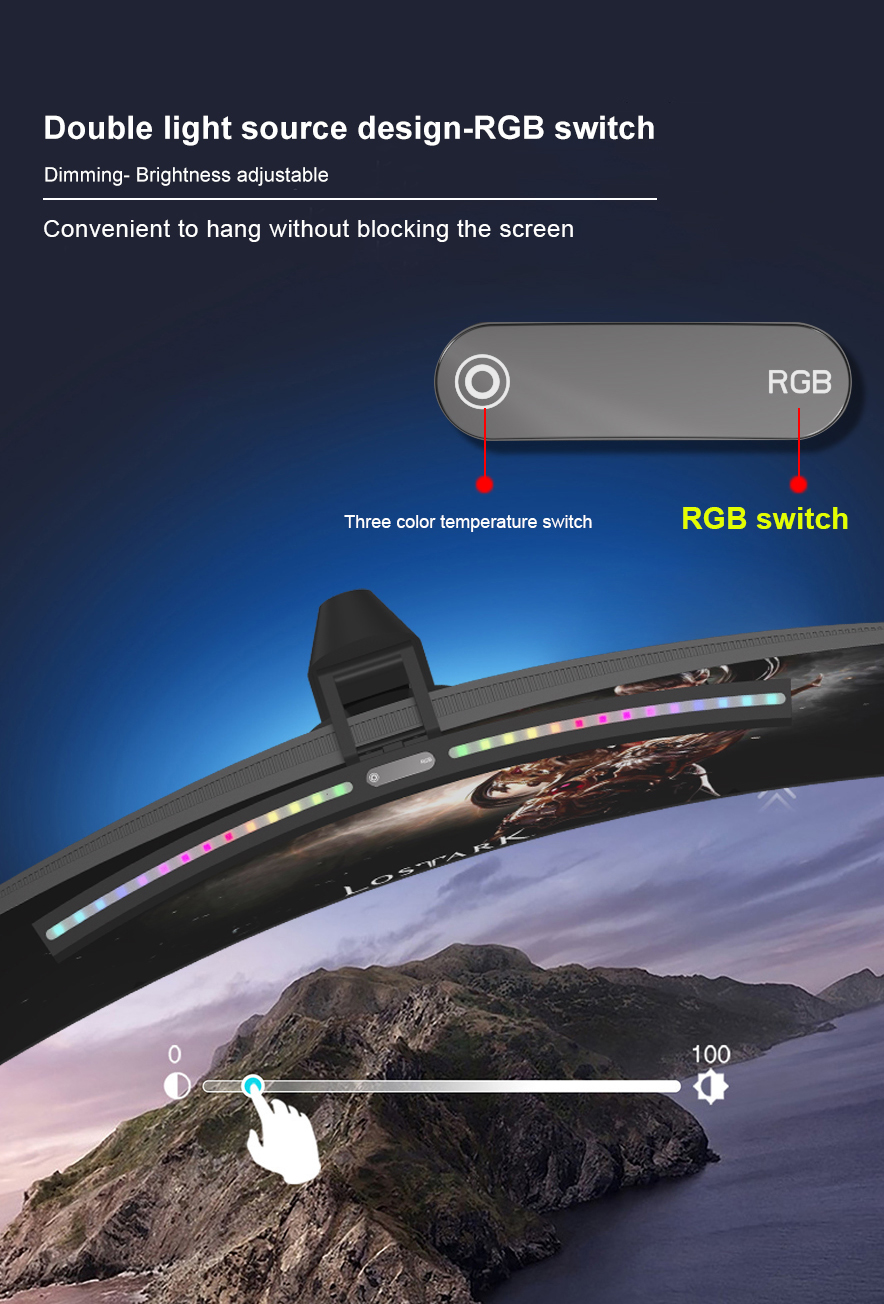 Double light source design-RGB switch
Dimming- Brightness adjustable
Convenient to hang without blocking the screen
RGB
Three color temperature switch
RGB switch
RGB
LOSTARK
0
100